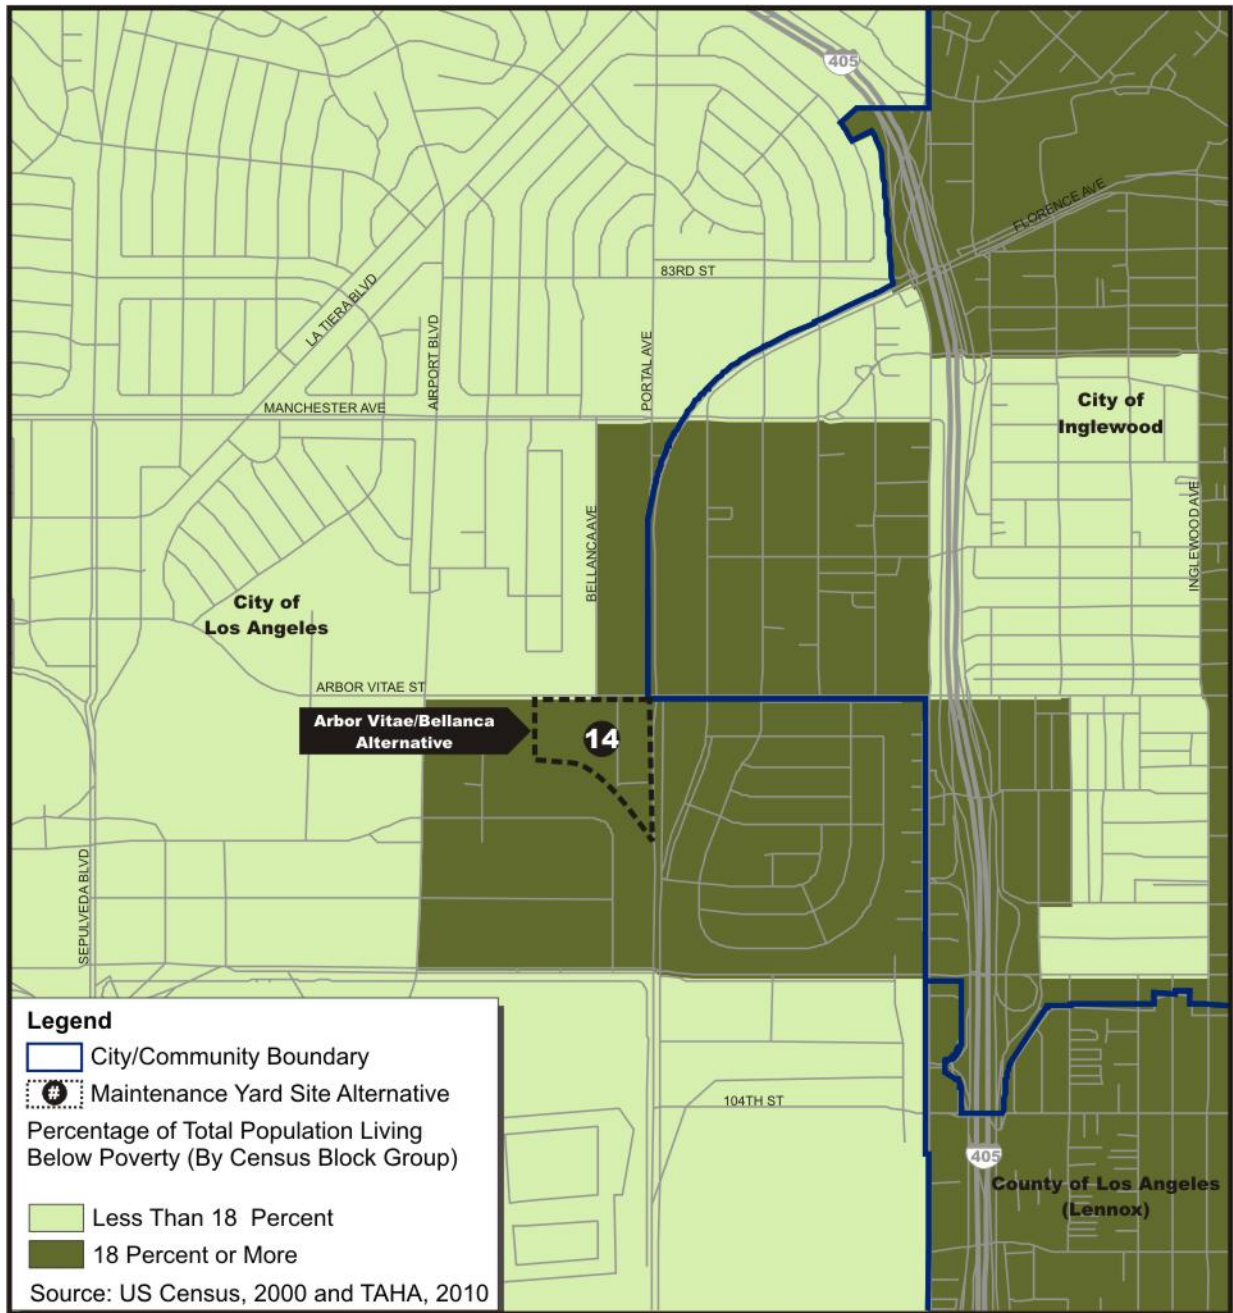 405
FLORENCE AVE
83RD ST
LA TIERA BLVD
AIRPORT BLVD
PORTAL AVE
MANCHESTER AVE
City of
Inglewood
BELLANCA AVE
INGLEWOOD AVE
City of
Los Angeles
ARBOR VITAE ST
Arbor Vitae/Bellanca
Alternative
14
SEPULVEDA BLVD
104TH ST
405
County of Los Angeles
(Lennox)
Legend
City/Community Boundary
# Maintenance Yard Site Alternative
Percentage of Total Population Living
Below Poverty (By Census Block Group)
Less Than 18 Percent
18 Percent or More
Source: US Census, 2000 and TAHA, 2010